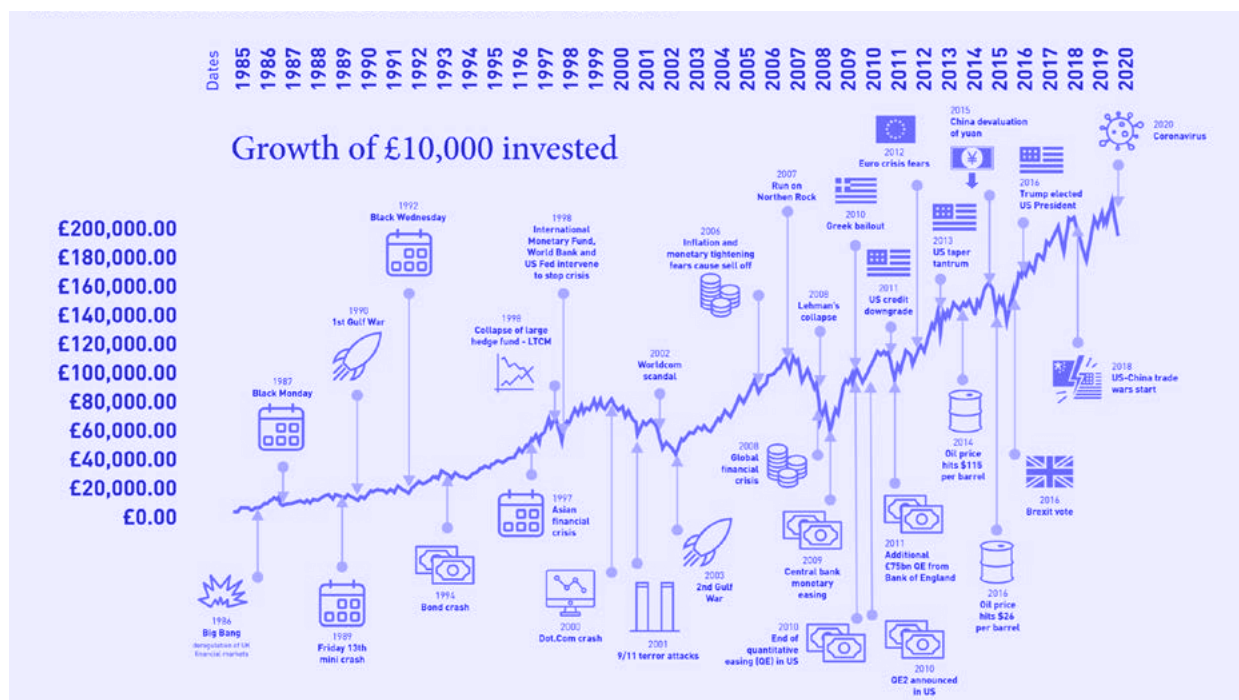 Dates 1985 1986 1987 1988 1989 1990 1991 1992 1993 1994 1995 1196 1997 1998 1999 2000 2001 2002 2003 2004 2005 2006 2007 2008 2009 2010 2011 2012 2013 2014 2015 2016 2017 2018 2019 2020
Growth of £10,000 invested
£200,000.00
£180,000.00
£160,000.00
£140,000.00
£120,000.00
£100,000.00
£80,000.00
£60,000.00
£40,000.00
£20,000.00
£0.00
1986
Big Bang
deregulation of UK
financial markets
1987
Black Monday
1989
Friday 13th
mini crash
1990
1st Gulf War
1992
Black Wednesday
1994
Bond crash
1997
Asian
financial
crisis
1998
Collapse of large
hedge fund - LTCM
1998
International
Monetary Fund,
World Bank and
US Fed intervene
to stop crisis
2000
Dot.Com crash
2001
9/11 terror attacks
2002
Worldcom
scandal
2003
2nd Gulf
War
2006
Inflation and
monetary tightening
fears cause sell off
2007
Run on
Northen Rock
2008
Global
financial
crisis
2008
Lehman's
collapse
2009
Central bank
monetary
easing
2010
Greek bailout
2010
End of
quantitative
easing (QE) in US
2010
QE2 announced
in US
2011
US credit
downgrade
2011
Additional
£75bn QE from
Bank of England
2012
Euro crisis fears
2013
US taper
tantrum
2014
Oil price
hits $115
per barrel
2015
China devaluation
of yuan
¥
2016
Oil price
hits $26
per barrel
2016
Brexit vote
2016
Trump elected
US President
2018
US-China trade
wars start
2020
Coronavirus